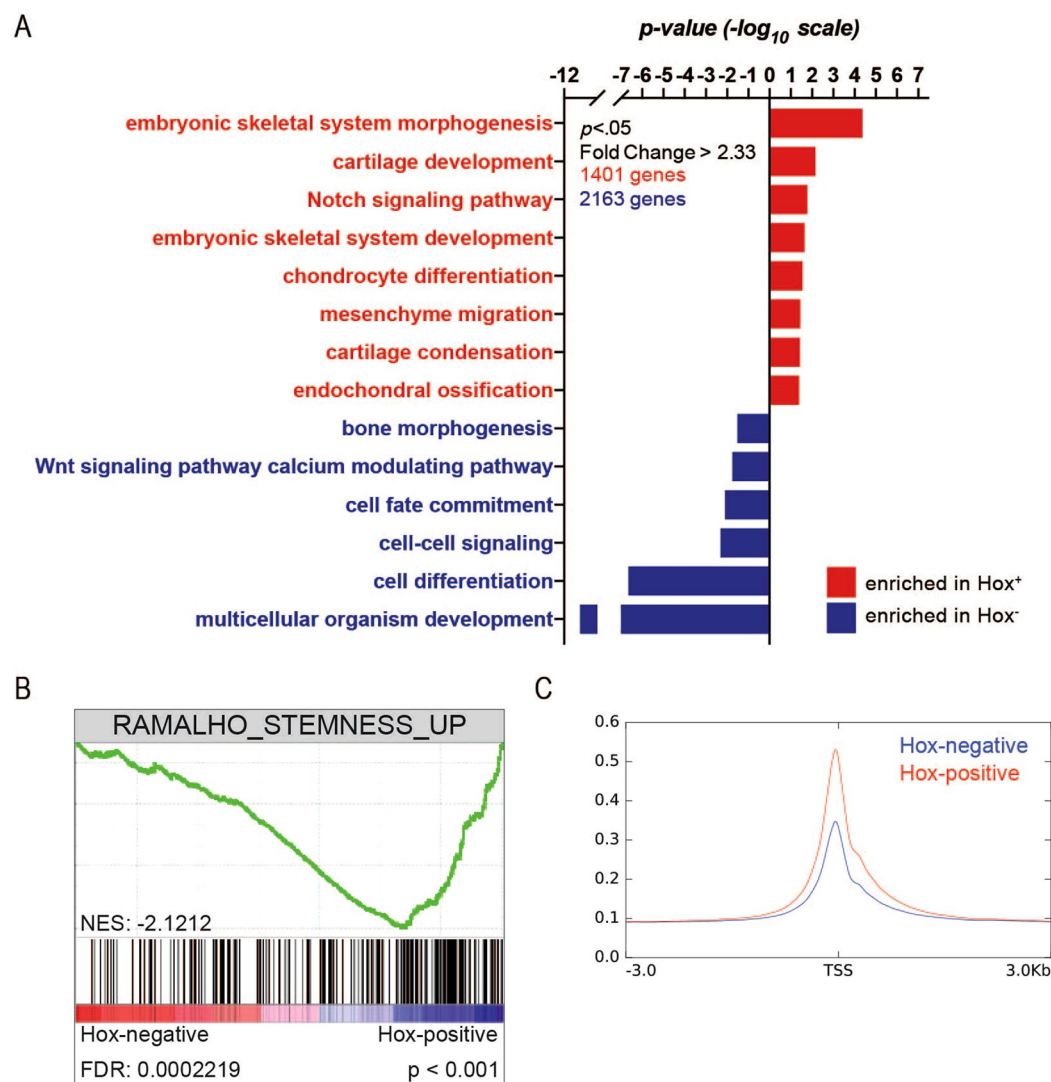 A
p-value (-log10 scale)
-12 -7 -6 -5 -4 -3 -2 -1 0 1 2 3 4 5 6 7
embryonic skeletal system morphogenesis
cartilage development
Notch signaling pathway
embryonic skeletal system development
chondrocyte differentiation
mesenchyme migration
cartilage condensation
endochondral ossification
bone morphogenesis
Wnt signaling pathway calcium modulating pathway
cell fate commitment
cell-cell signaling
cell differentiation
multicellular organism development
p<.05
Fold Change > 2.33
1401 genes
2163 genes
enriched in Hox+
enriched in Hox-
B
RAMALHO_STEMNESS_UP
NES: -2.1212
Hox-negative Hox-positive
FDR: 0.0002219 p < 0.001
C
Hox-negative
Hox-positive
0.6
0.5
0.4
0.3
0.2
0.1
0.0
-3.0 TSS 3.0Kb